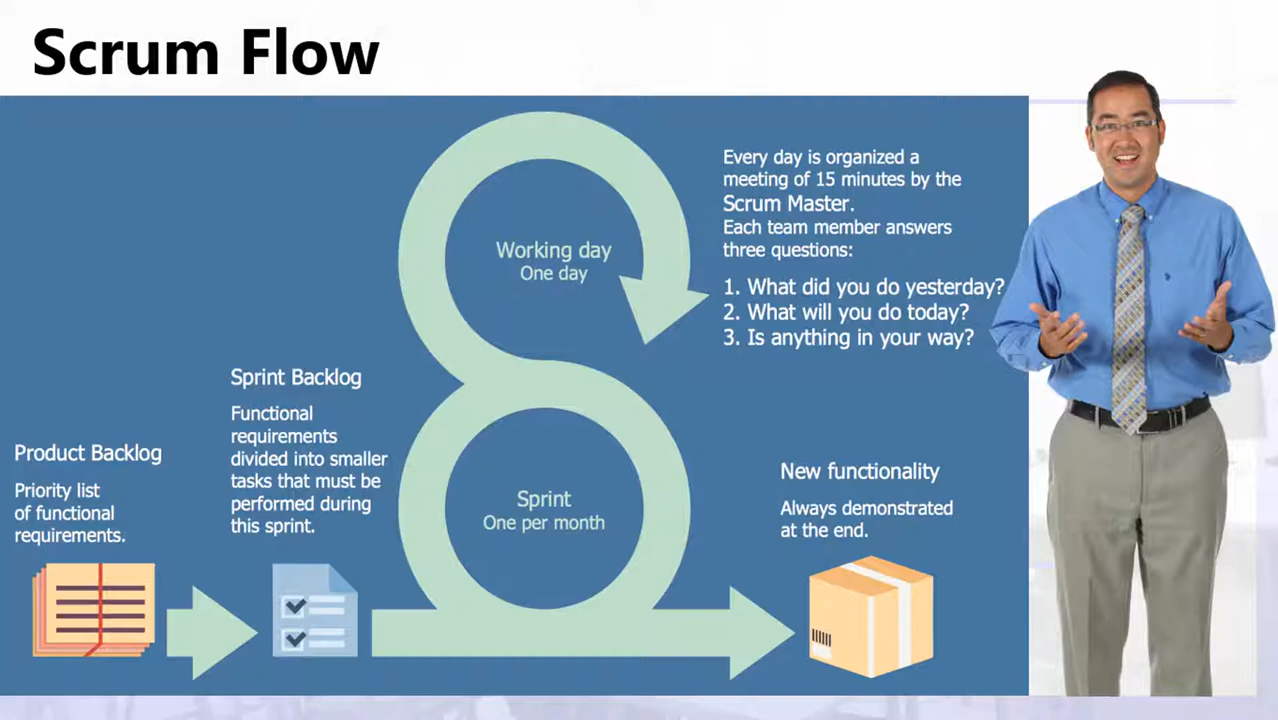 Scrum Flow
Every day is organized a
meeting of 15 minutes by the
Scrum Master.
Each team member answers
three questions:
1. What did you do yesterday?
2. What will you do today?
3. Is anything in your way?
Working day
One day
Sprint Backlog
Functional
requirements
divided into smaller
tasks that must be
performed during
this sprint.
Product Backlog
Priority list
of functional
requirements.
Sprint
One per month
New functionality
Always demonstrated
at the end.